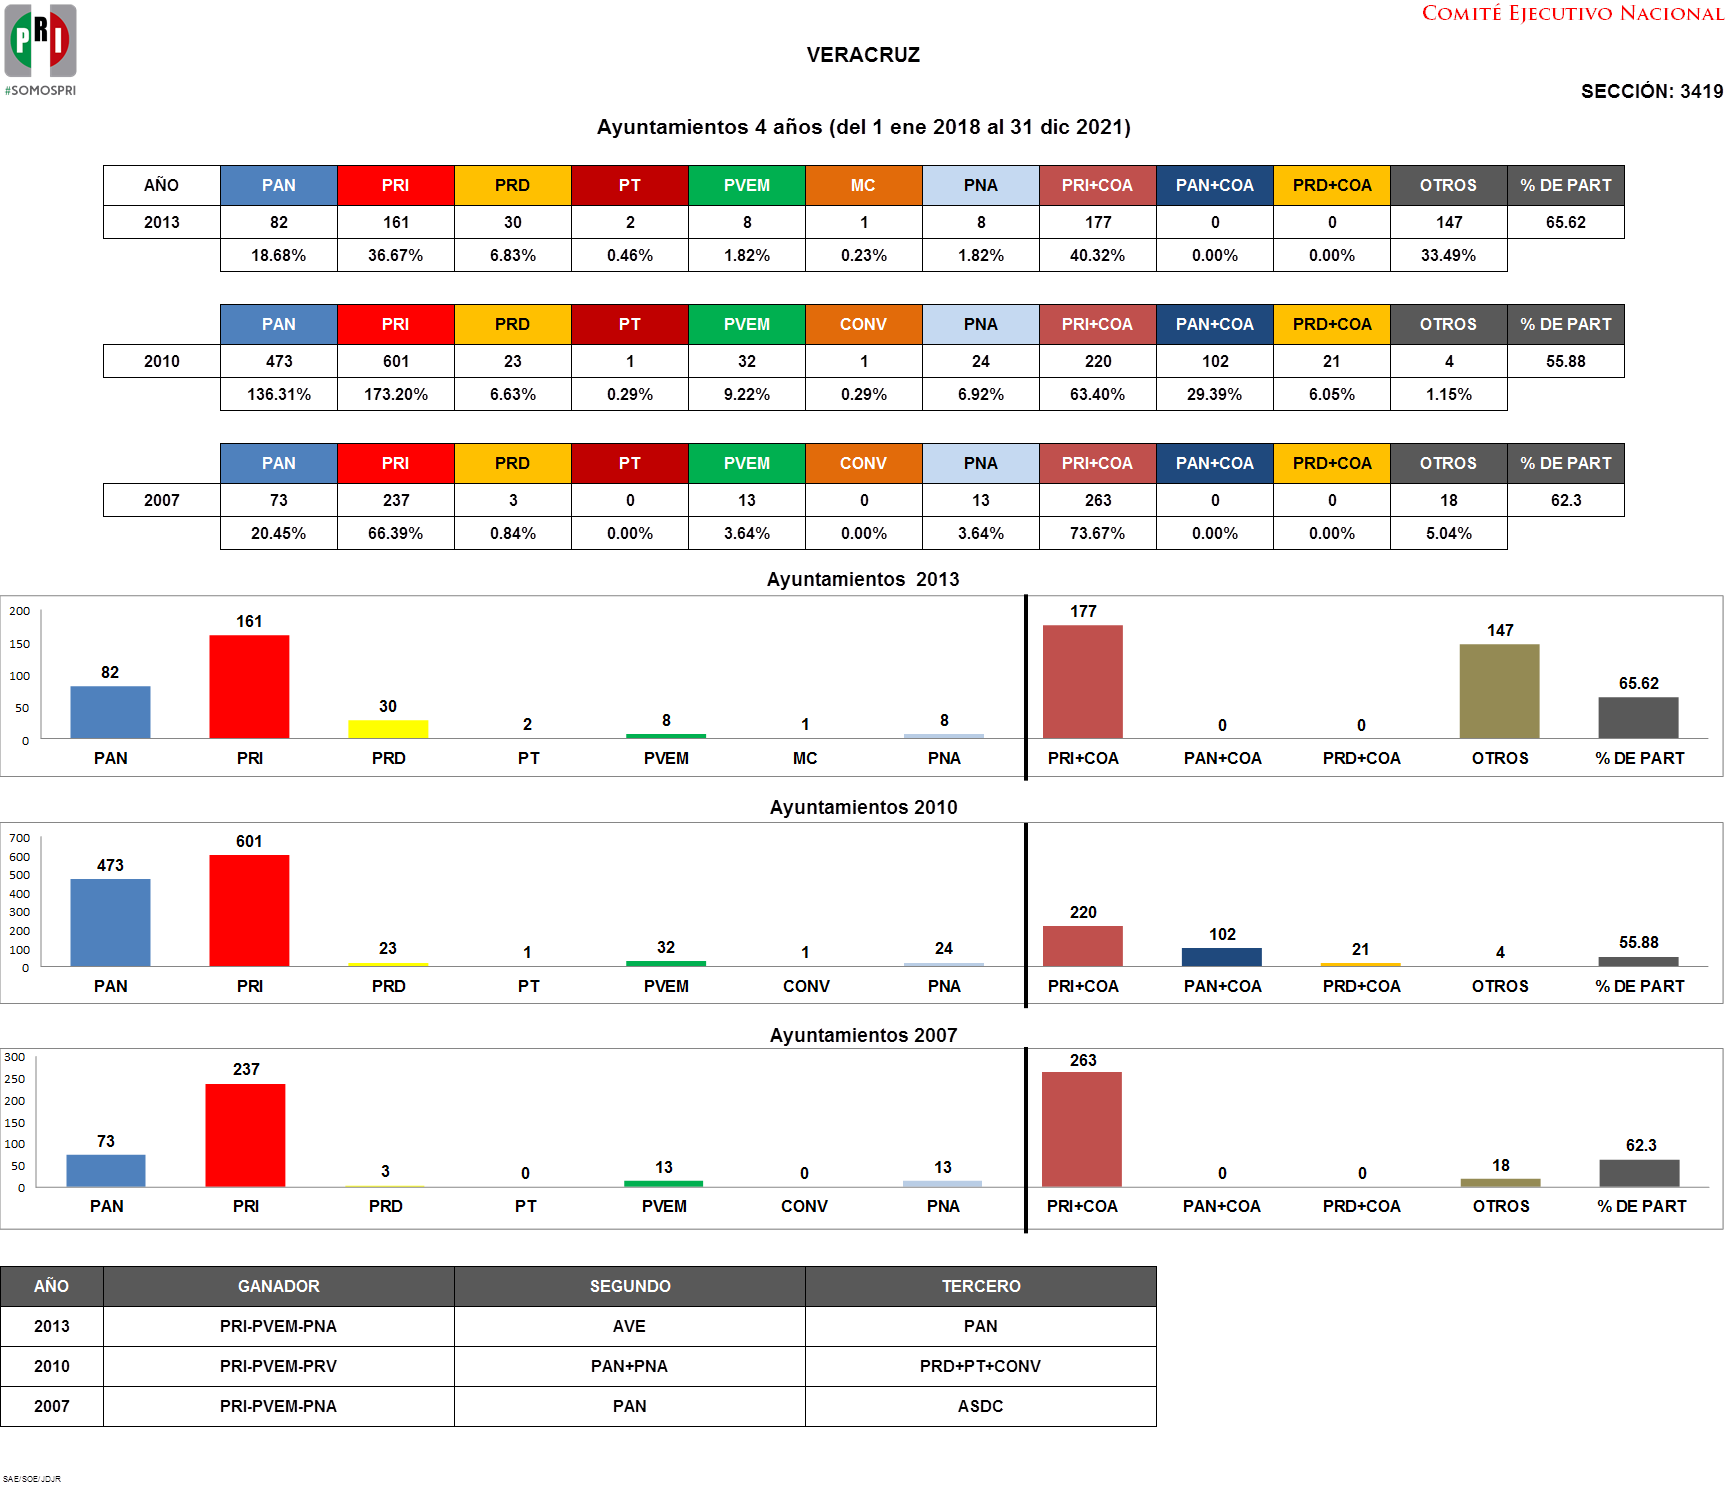 PRI
#SOMOSPRI
COMITÉ EJECUTIVO NACIONAL
VERACRUZ
SECCIÓN: 3419
Ayuntamientos 4 años (del 1 ene 2018 al 31 dic 2021)
AÑO PAN PRI PRD PT PVEM MC PNA PRI+COA PAN+COA PRD+COA OTROS % DE PART
2013 82 161 30 2 8 1 8 177 0 0 147 65.62
18.68% 36.67% 6.83% 0.46% 1.82% 0.23% 1.82% 40.32% 0.00% 0.00% 33.49%
PAN PRI PRD PT PVEM CONV PNA PRI+COA PAN+COA PRD+COA OTROS % DE PART
2010 473 601 23 1 32 1 24 220 102 21 4 55.88
136.31% 173.20% 6.63% 0.29% 9.22% 0.29% 6.92% 63.40% 29.39% 6.05% 1.15%
PAN PRI PRD PT PVEM CONV PNA PRI+COA PAN+COA PRD+COA OTROS % DE PART
2007 73 237 3 0 13 0 13 263 0 0 18 62.3
20.45% 66.39% 0.84% 0.00% 3.64% 0.00% 3.64% 73.67% 0.00% 0.00% 5.04%
Ayuntamientos 2013
200
150
100
50
0
82 161 30 2 8 1 8 177 0 0 147 65.62
PAN PRI PRD PT PVEM MC PNA PRI+COA PAN+COA PRD+COA OTROS % DE PART
Ayuntamientos 2010
700
600
500
400
300
200
100
0
473 601 23 1 32 1 24 220 102 21 4 55.88
PAN PRI PRD PT PVEM CONV PNA PRI+COA PAN+COA PRD+COA OTROS % DE PART
Ayuntamientos 2007
300
250
200
150
100
50
0
73 237 3 0 13 0 13 263 0 0 18 62.3
PAN PRI PRD PT PVEM CONV PNA PRI+COA PAN+COA PRD+COA OTROS % DE PART
AÑO GANADOR SEGUNDO TERCERO
2013 PRI-PVEM-PNA AVE PAN
2010 PRI-PVEM-PRV PAN+PNA PRD+PT+CONV
2007 PRI-PVEM-PNA PAN ASDC
SAE/SOE/JDJR